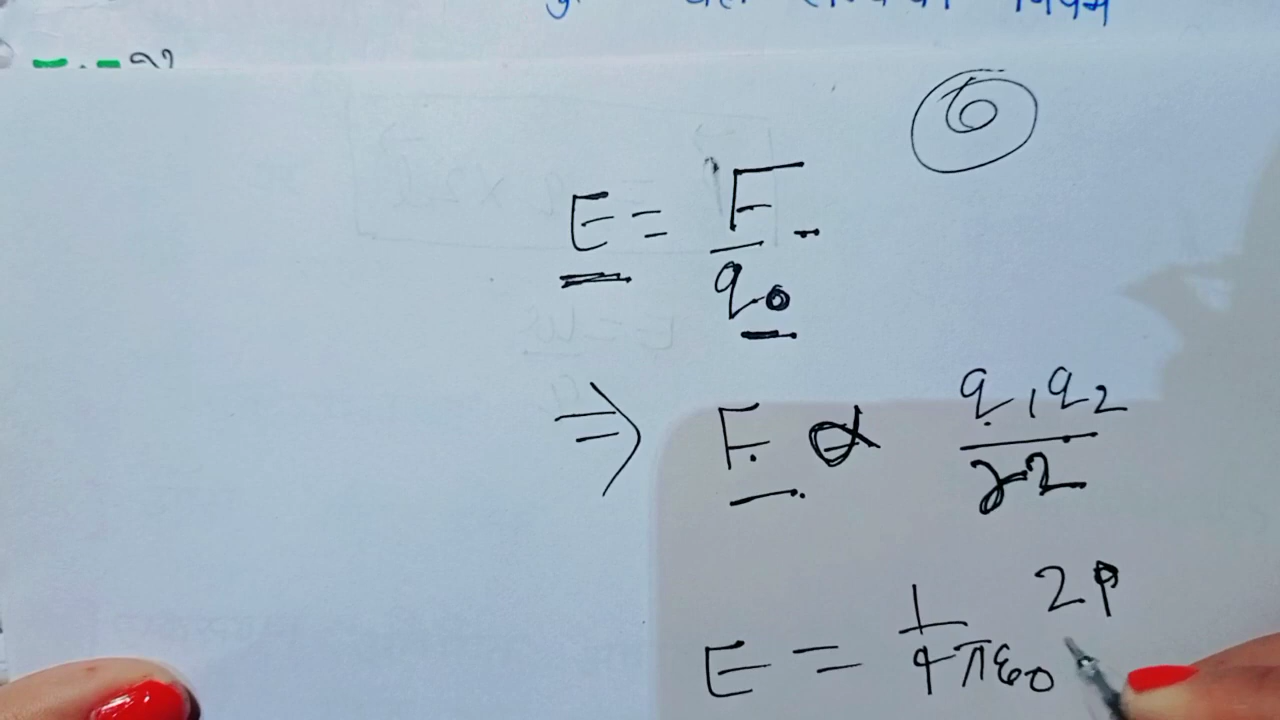 6
E = F/q₀
⇒ F ∝ q₁q₂/r²
E = 1/4πε₀ 2p